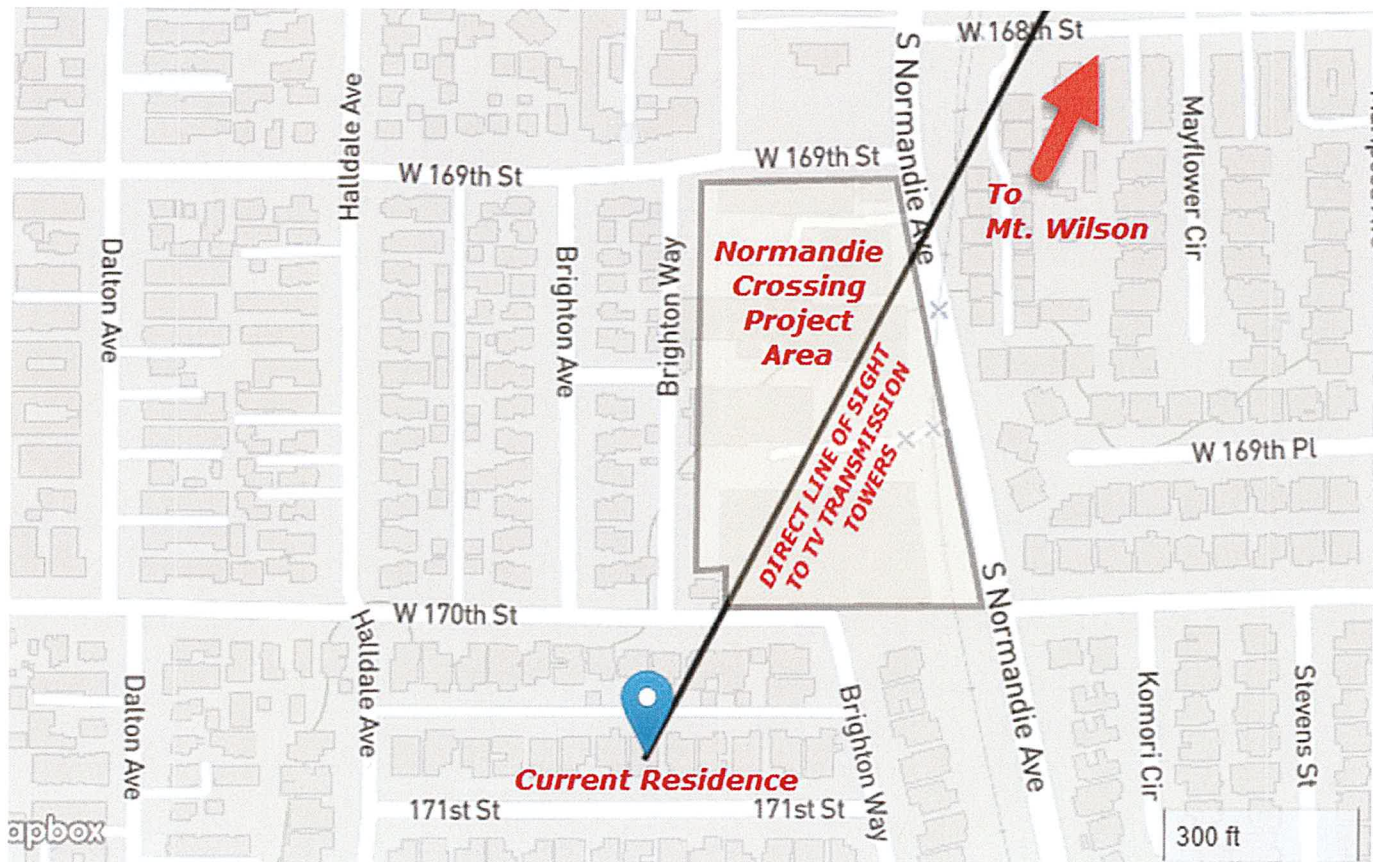 W 168th St
S Normandie Ave
Halldale Ave
Mayflower Cir
W 169th St
W 169th St
To
Mt. Wilson
Dalton Ave
Brighton Ave
Brighton Way
Normandie
Crossing
Project
Area
DIRECT LINE OF SIGHT
TO TV TRANSMISSION
TOWERS
W 169th Pl
W 170th St
S Normandie Ave
Halldale Ave
Dalton Ave
Brighton Way
Komori Cir
Stevens St
Current Residence
171st St
171st St
apbox
300 ft